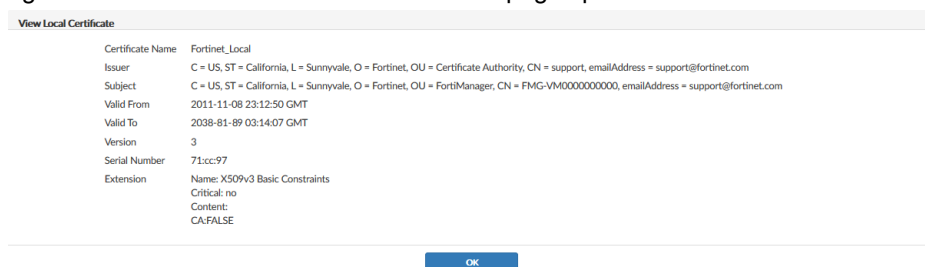 View Local Certificate
Certificate Name Fortinet_Local
Issuer C = US, ST = California, L = Sunnyvale, O = Fortinet, OU = Certificate Authority, CN = support, emailAddress = support@fortinet.com
Subject C = US, ST = California, L = Sunnyvale, O = Fortinet, OU = FortiManager, CN = FMG-VM0000000000, emailAddress = support@fortinet.com
Valid From 2011-11-08 23:12:50 GMT
Valid To 2038-81-89 03:14:07 GMT
Version 3
Serial Number 71:cc:97
Extension Name: X509v3 Basic Constraints
Critical: no
Content:
CA:FALSE
OK